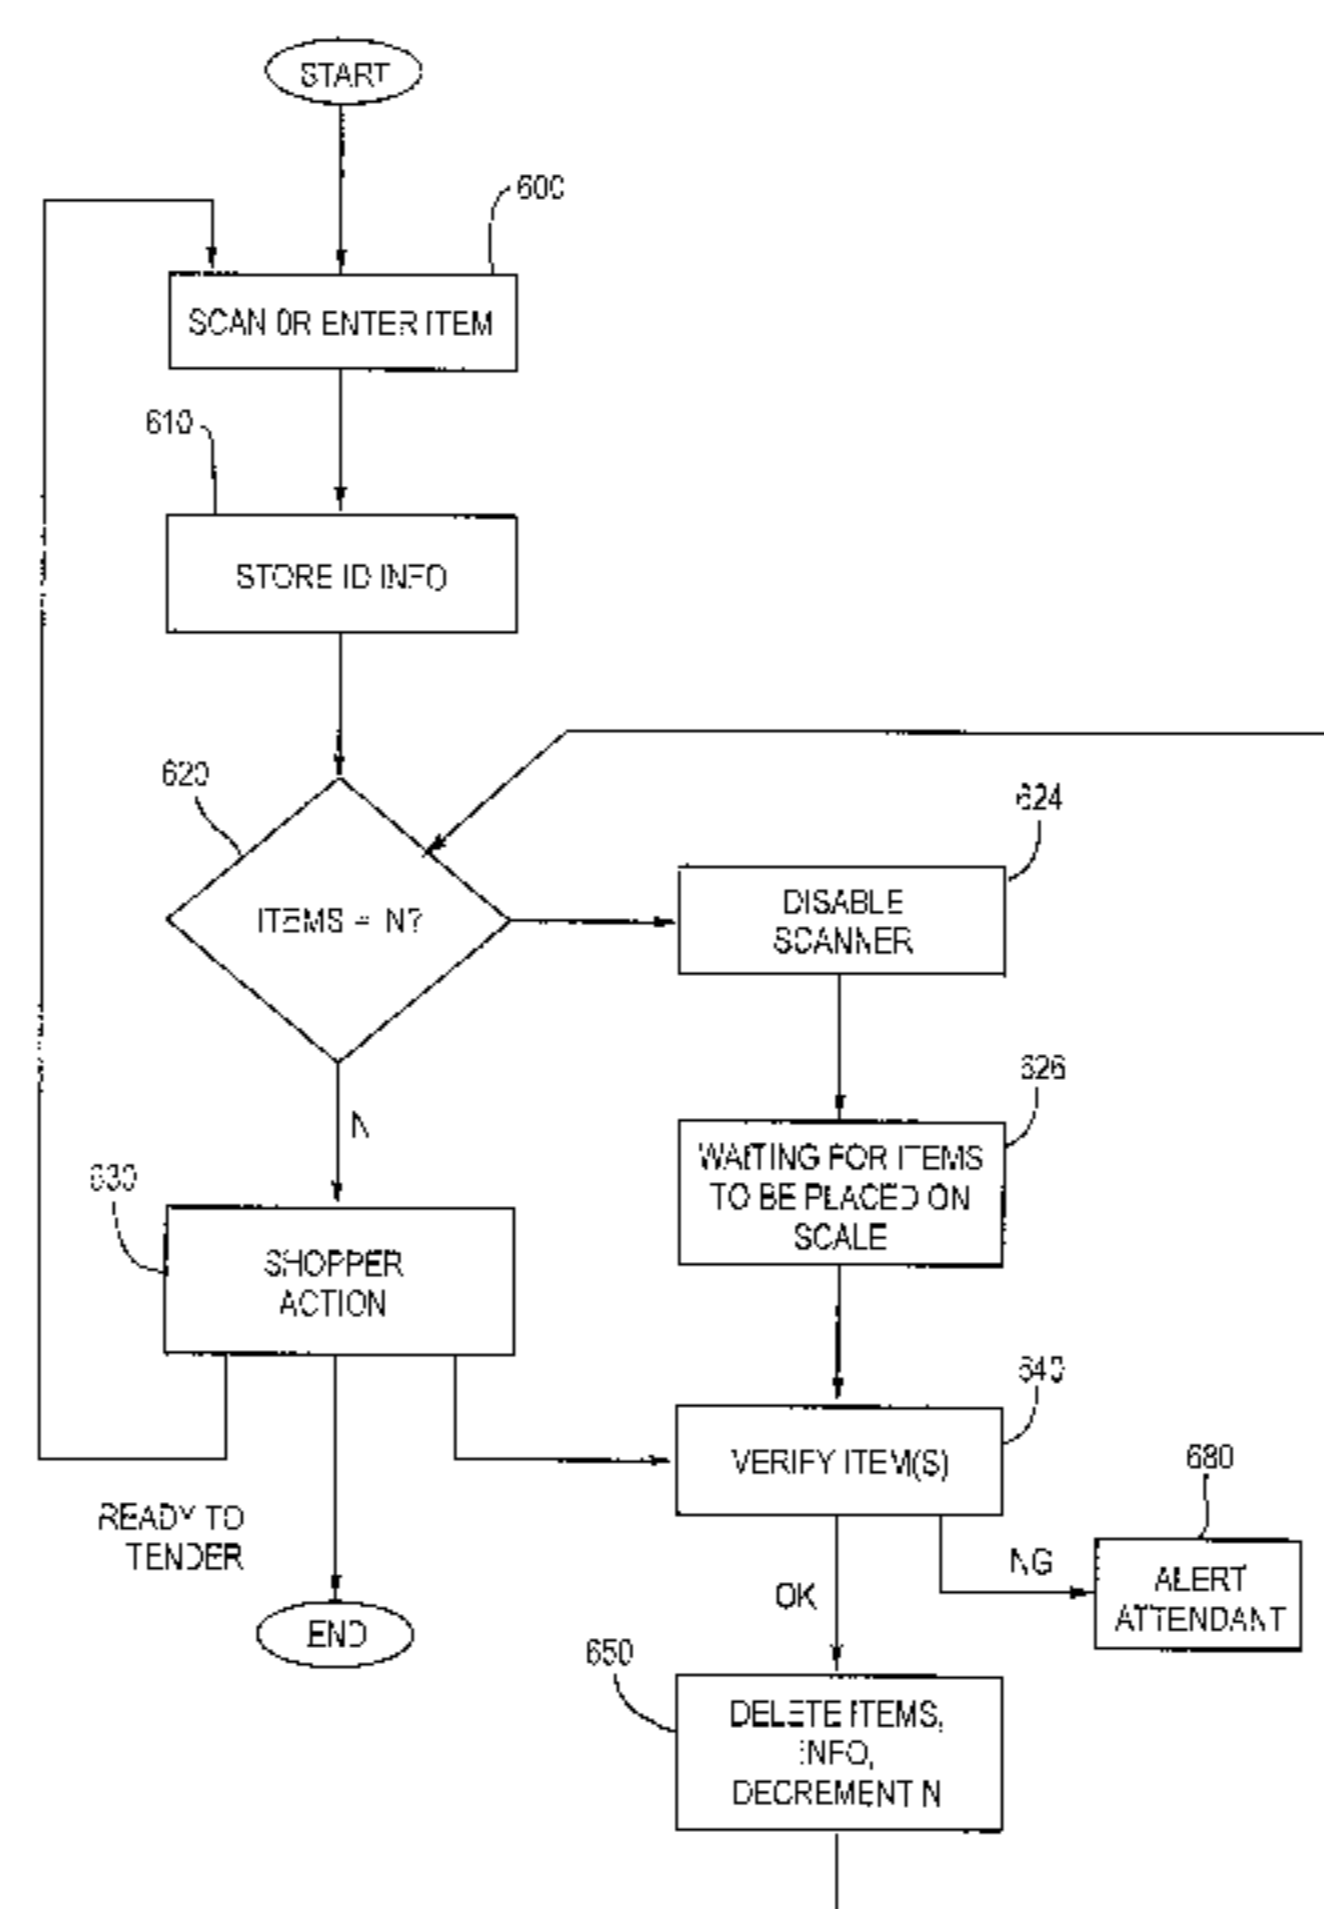 START
600
SCAN OR ENTER ITEM
610
STORE ID INFO
620
ITEMS = N?
624
DISABLE
SCANNER
626
WAITING FOR ITEMS
TO BE PLACED ON
SCALE
N
630
SHOPPER
ACTION
640
VERIFY ITEM(S)
READY TO
TENDER
END
OK
NG
680
ALERT
ATTENDANT
650
DELETE ITEMS,
INFO,
DECREMENT N